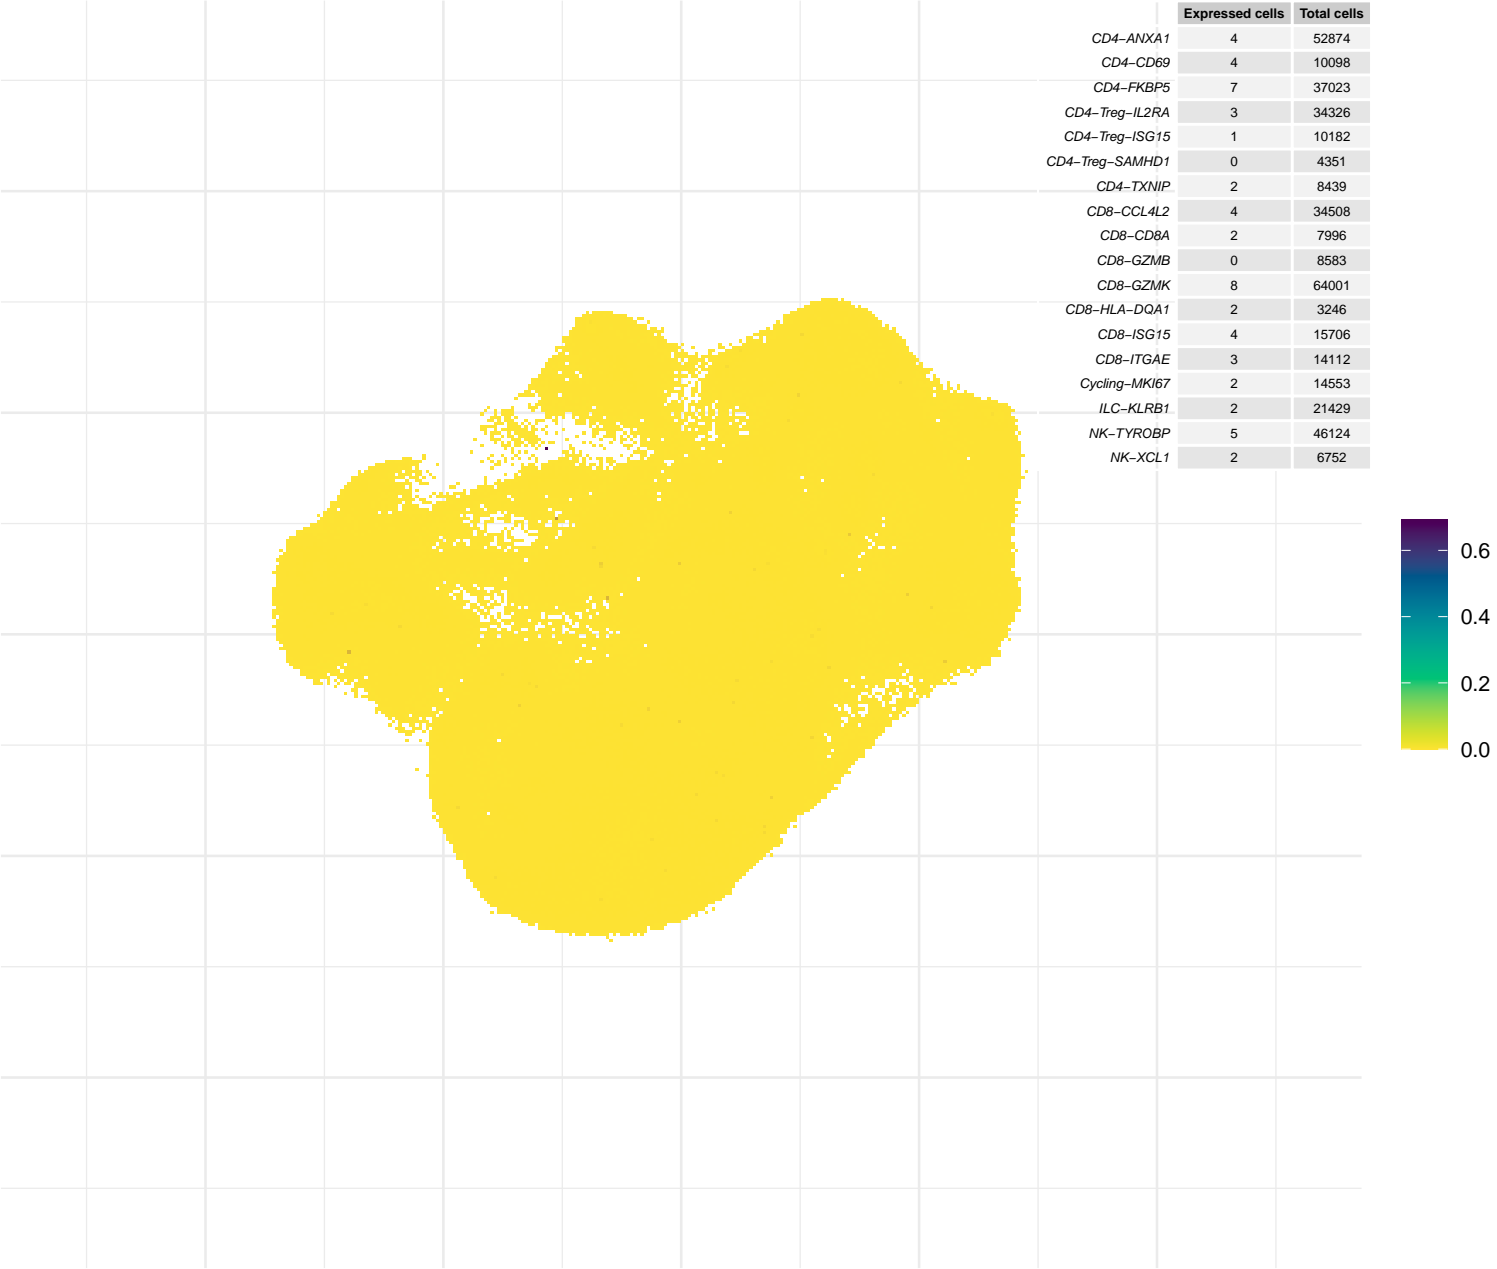 Expressed cells Total cells
CD4−ANXA1 4 52874
CD4−CD69 4 10098
CD4−FKBP5 7 37023
CD4−Treg−IL2RA 3 34326
CD4−Treg−ISG15 1 10182
CD4−Treg−SAMHD1 0 4351
CD4−TXNIP 2 8439
CD8−CCL4L2 4 34508
CD8−CD8A 2 7996
CD8−GZMB 0 8583
CD8−GZMK 8 64001
CD8−HLA−DQA1 2 3246
CD8−ISG15 4 15706
CD8−ITGAE 3 14112
Cycling−MKI67 2 14553
ILC−KLRB1 2 21429
NK−TYROBP 5 46124
NK−XCL1 2 6752
0.6
0.4
0.2
0.0